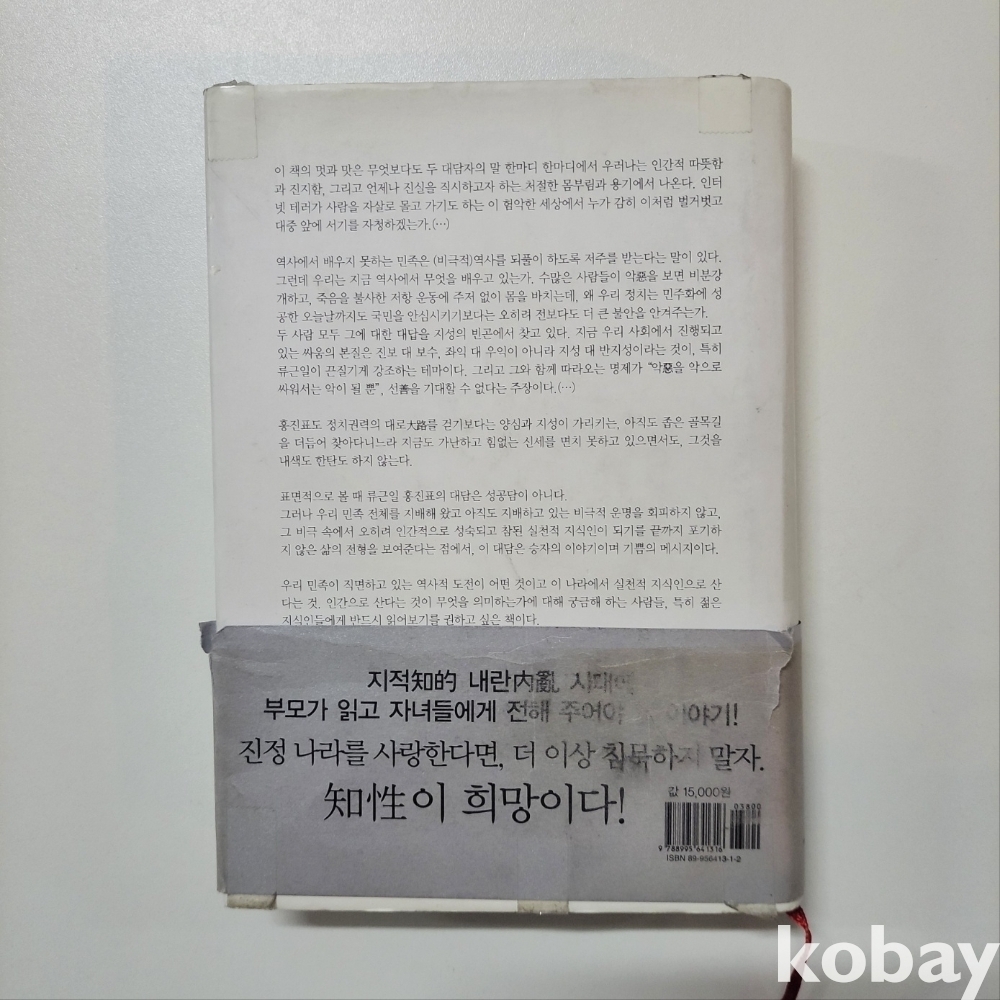 이 책의 멋과 맛은 무엇보다도 두 대담자의 말 한마디 한마디에서 우러나는 인간적 따뜻함
과 진지함, 그리고 언제나 진실을 직시하고자 하는 처절한 몸부림과 용기에서 나온다. 인터
넷 테러가 사람을 자살로 몰고 가기도 하는 이 험악한 세상에서 누가 감히 이처럼 벌거벗고
대중 앞에 서기를 자청하겠는가.(…)
역사에서 배우지 못하는 민족은 (비극적)역사를 되풀이 하도록 저주를 받는다는 말이 있다.
그런데 우리는 지금 역사에서 무엇을 배우고 있는가. 수많은 사람들이 악惡을 보면 비분강
개하고, 죽음을 불사한 저항 운동에 주저 없이 몸을 바치는데, 왜 우리 정치는 민주화에 성
공한 오늘날까지도 국민을 안심시키기보다는 오히려 전보다도 더 큰 불안을 안겨주는가.
두 사람 모두 그에 대한 대답을 지성의 빈곤에서 찾고 있다. 지금 우리 사회에서 진행되고
있는 싸움의 본질은 진보 대 보수, 좌익 대 우익이 아니라 지성 대 반지성이라는 것이, 특히
류근일이 끈질기게 강조하는 테마이다. 그리고 그와 함께 따라오는 명제가 “악惡을 악으로
싸워서는 악이 될 뿐”, 선善을 기대할 수 없다는 주장이다.(…)
홍진표도 정치권력의 대로大路를 걷기보다는 양심과 지성이 가리키는, 아직도 좁은 골목길
을 더듬어 찾아다니느라 지금도 가난하고 힘없는 신세를 면치 못하고 있으면서도, 그것을
내색도 한탄도 하지 않는다.
표면적으로 볼 때 류근일 홍진표의 대담은 성공담이 아니다.
그러나 우리 민족 전체를 지배해 왔고 아직도 지배하고 있는 비극적 운명을 회피하지 않고,
그 비극 속에서 오히려 인간적으로 성숙되고 참된 실천적 지식인이 되기를 끝까지 포기하
지 않은 삶의 전형을 보여준다는 점에서, 이 대담은 승자의 이야기이며 기쁨의 메시지이다.
우리 민족이 직면하고 있는 역사적 도전이 어떤 것이고 이 나라에서 실천적 지식인으로 산
다는 것, 인간으로 산다는 것이 무엇을 의미하는가에 대해 궁금해 하는 사람들, 특히 젊은
지식인들에게 반드시 읽어보기를 권하고 싶은 책이다.
지적知的 내란內亂 시대에
부모가 읽고 자녀들에게 전해 주어야 이야기!
진정 나라를 사랑한다면, 더 이상 침묵하지 말자.
知性이 희망이다!
값 15,000원
03800
9 788995 641316
ISBN 89-956413-1-2
kobay